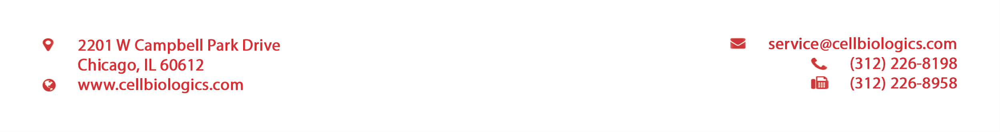 2201 W Campbell Park Drive
Chicago, IL 60612
www.cellbiologics.com
service@cellbiologics.com
(312) 226-8198
(312) 226-8958